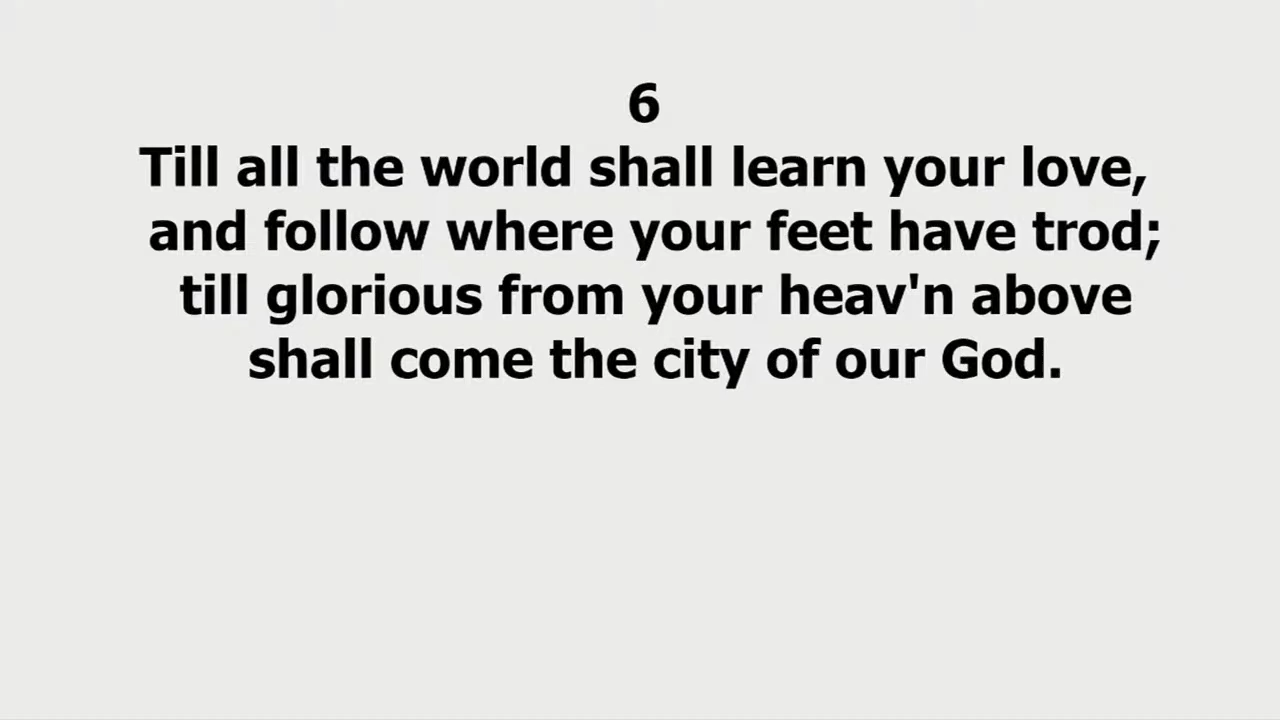 6
Till all the world shall learn your love,
and follow where your feet have trod;
till glorious from your heav'n above
shall come the city of our God.